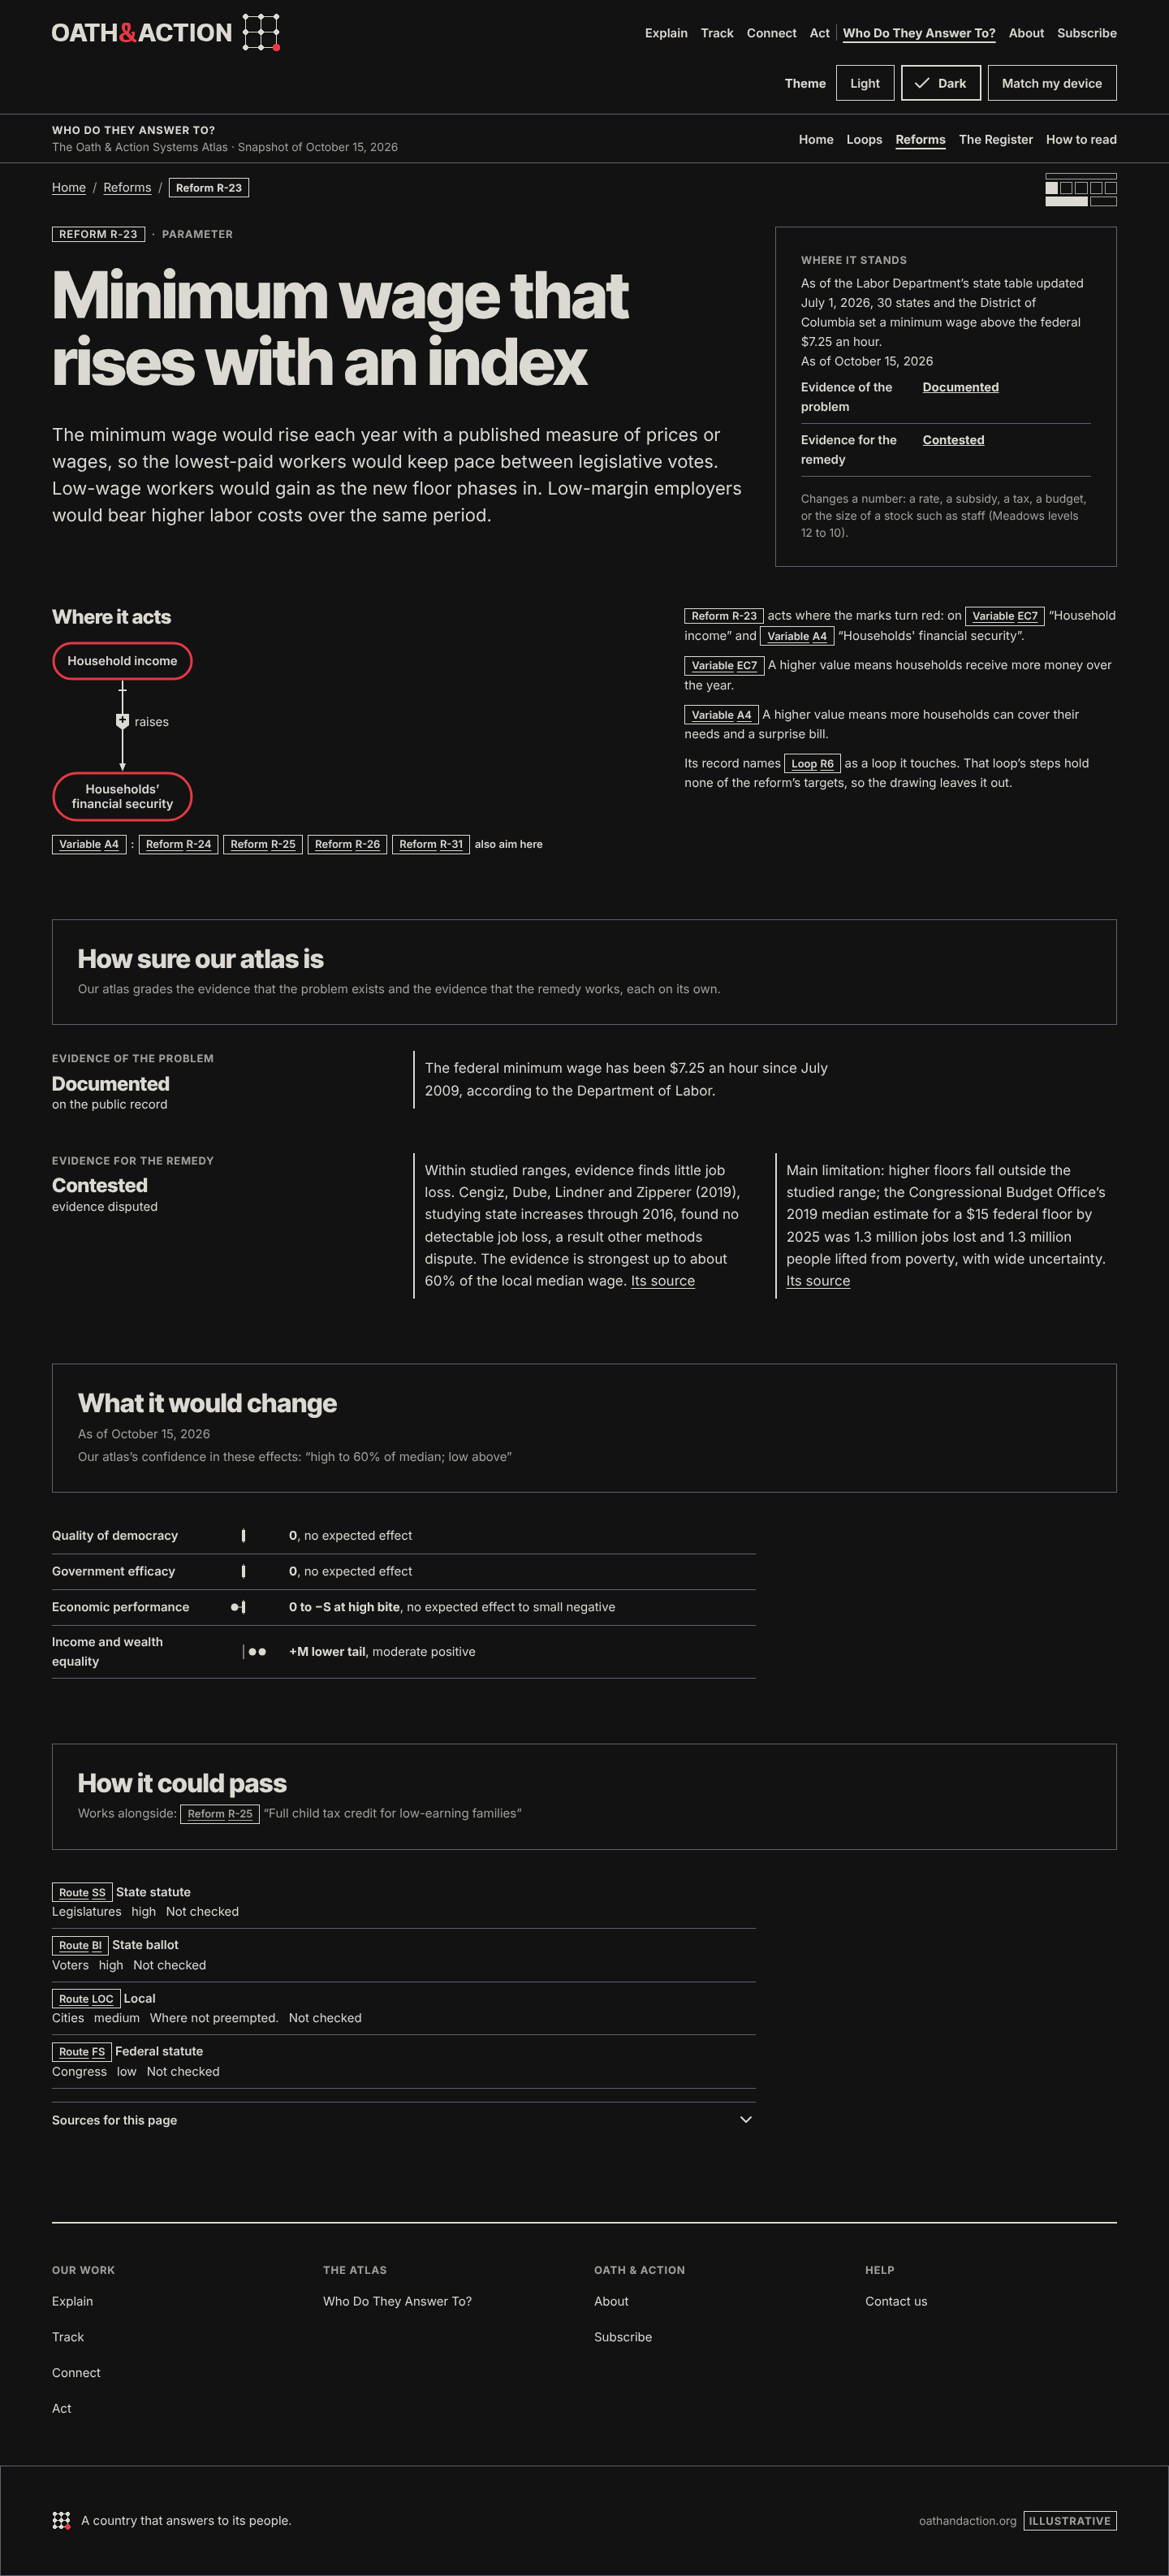 OATH&ACTION
Explain Track Connect Act Who Do They Answer To? About Subscribe
Theme Light Dark Match my device
WHO DO THEY ANSWER TO?
The Oath & Action Systems Atlas · Snapshot of October 15, 2026
Home Loops Reforms The Register How to read
Home / Reforms / Reform R-23
REFORM R-23 · PARAMETER
Minimum wage that
rises with an index
The minimum wage would rise each year with a published measure of prices or
wages, so the lowest-paid workers would keep pace between legislative votes.
Low-wage workers would gain as the new floor phases in. Low-margin employers
would bear higher labor costs over the same period.
WHERE IT STANDS
As of the Labor Department’s state table updated
July 1, 2026, 30 states and the District of
Columbia set a minimum wage above the federal
$7.25 an hour.
As of October 15, 2026
Evidence of the
problem
Documented
Evidence for the
remedy
Contested
Changes a number: a rate, a subsidy, a tax, a budget,
or the size of a stock such as staff (Meadows levels
12 to 10).
Where it acts
Household income
+ raises
Households’
financial security
Variable A4 : Reform R-24 Reform R-25 Reform R-26 Reform R-31 also aim here
Reform R-23 acts where the marks turn red: on Variable EC7 “Household
income” and Variable A4 “Households' financial security”.
Variable EC7 A higher value means households receive more money over
the year.
Variable A4 A higher value means more households can cover their
needs and a surprise bill.
Its record names Loop R6 as a loop it touches. That loop’s steps hold
none of the reform’s targets, so the drawing leaves it out.
How sure our atlas is
Our atlas grades the evidence that the problem exists and the evidence that the remedy works, each on its own.
EVIDENCE OF THE PROBLEM
Documented
on the public record
The federal minimum wage has been $7.25 an hour since July
2009, according to the Department of Labor.
EVIDENCE FOR THE REMEDY
Contested
evidence disputed
Within studied ranges, evidence finds little job
loss. Cengiz, Dube, Lindner and Zipperer (2019),
studying state increases through 2016, found no
detectable job loss, a result other methods
dispute. The evidence is strongest up to about
60% of the local median wage. Its source
Main limitation: higher floors fall outside the
studied range; the Congressional Budget Office’s
2019 median estimate for a $15 federal floor by
2025 was 1.3 million jobs lost and 1.3 million
people lifted from poverty, with wide uncertainty.
Its source
What it would change
As of October 15, 2026
Our atlas’s confidence in these effects: “high to 60% of median; low above”
Quality of democracy 0, no expected effect
Government efficacy 0, no expected effect
Economic performance 0 to −S at high bite, no expected effect to small negative
Income and wealth
equality
+M lower tail, moderate positive
How it could pass
Works alongside: Reform R-25 “Full child tax credit for low-earning families”
Route SS State statute
Legislatures high Not checked
Route BI State ballot
Voters high Not checked
Route LOC Local
Cities medium Where not preempted. Not checked
Route FS Federal statute
Congress low Not checked
Sources for this page
OUR WORK
Explain
Track
Connect
Act
THE ATLAS
Who Do They Answer To?
OATH & ACTION
About
Subscribe
HELP
Contact us
A country that answers to its people.
oathandaction.org ILLUSTRATIVE